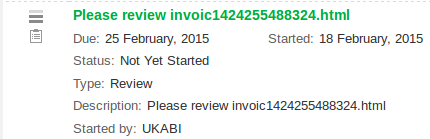 Please review invoic1424255488324.html
Due: 25 February, 2015 Started: 18 February, 2015
Status: Not Yet Started
Type: Review
Description: Please review invoic1424255488324.html
Started by: UKABI